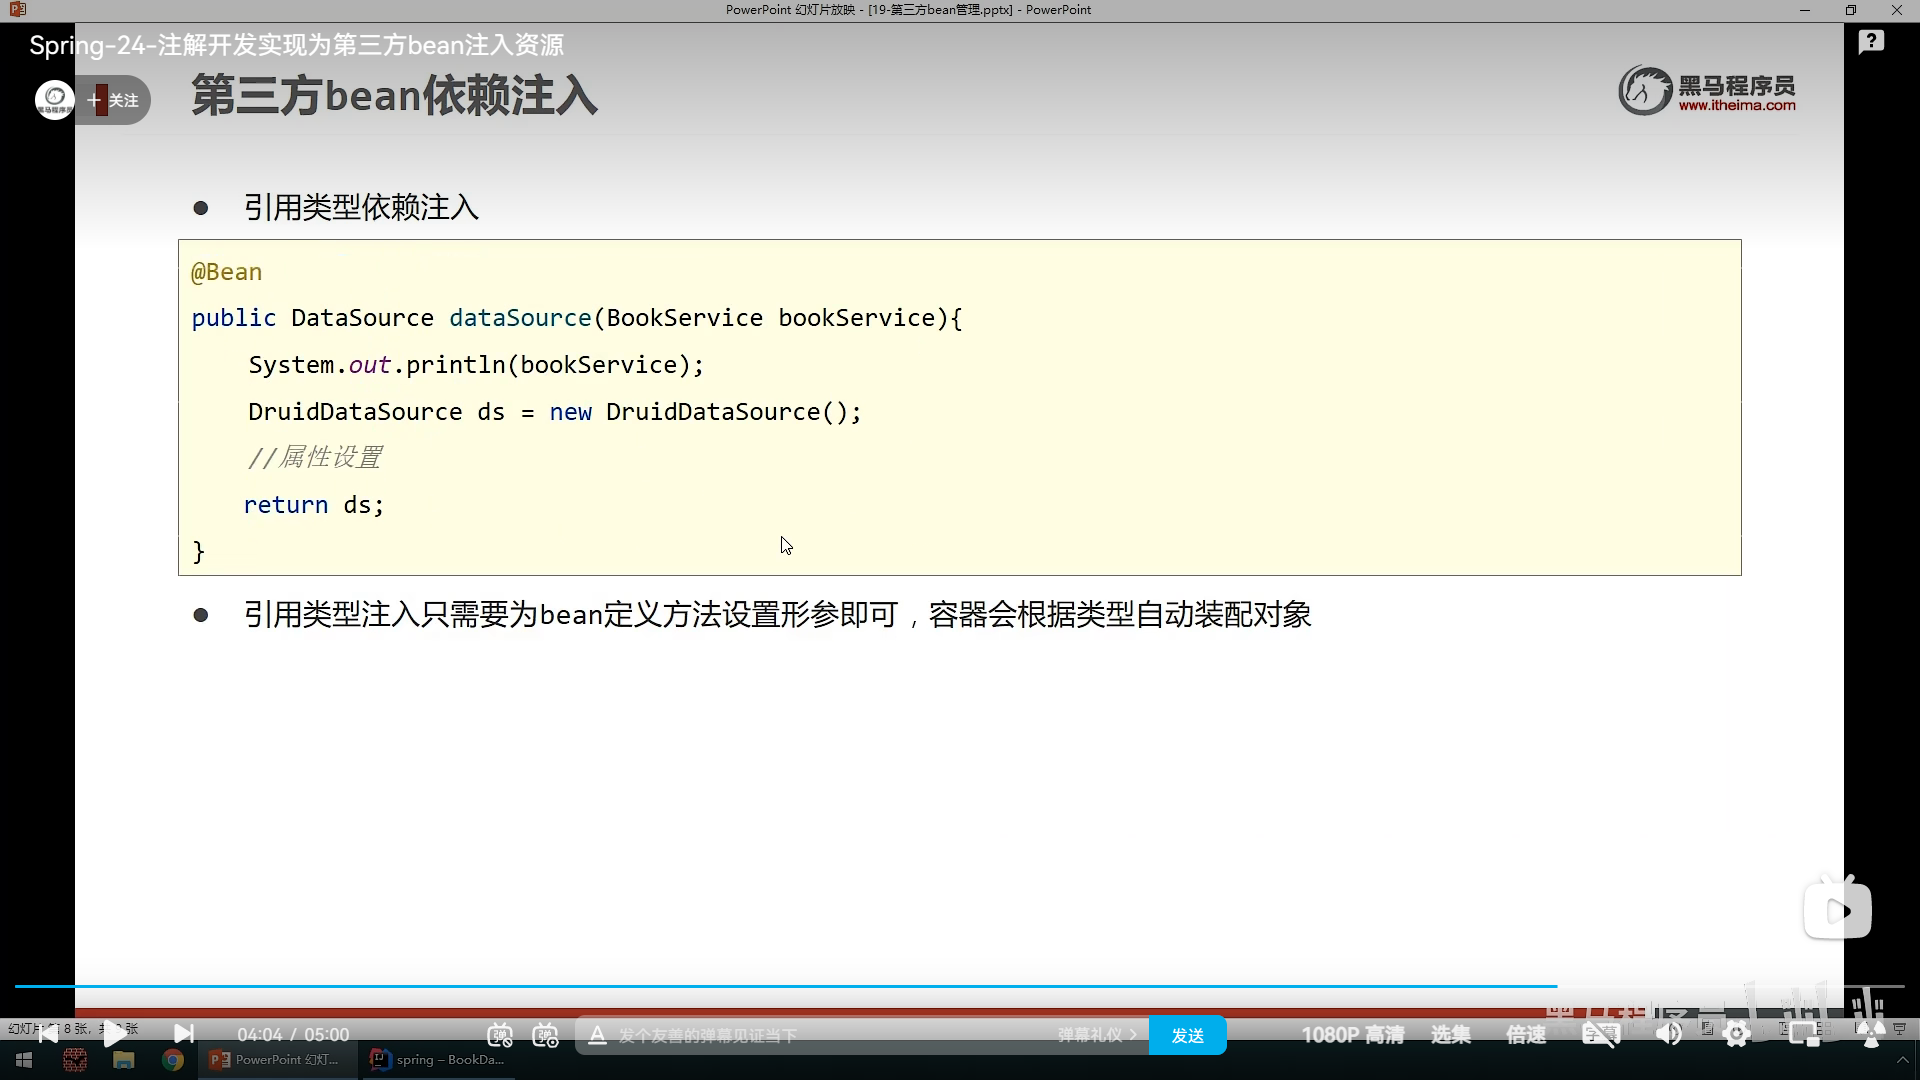 PowerPoint 幻灯片放映 - [19-第三方bean管理.pptx] - PowerPoint
Spring-24-注解开发实现为第三方bean注入资源
+ 关注
第三方bean依赖注入
黑马程序员
www.itheima.com
● 引用类型依赖注入
@Bean
public DataSource dataSource(BookService bookService){
System.out.println(bookService);
DruidDataSource ds = new DruidDataSource();
//属性设置
return ds;
}
● 引用类型注入只需要为bean定义方法设置形参即可，容器会根据类型自动装配对象
04:04 / 05:00
发个友善的弹幕见证当下
弹幕礼仪 >
发送
1080P 高清
选集
倍速
PowerPoint 幻灯...
spring – BookDa...